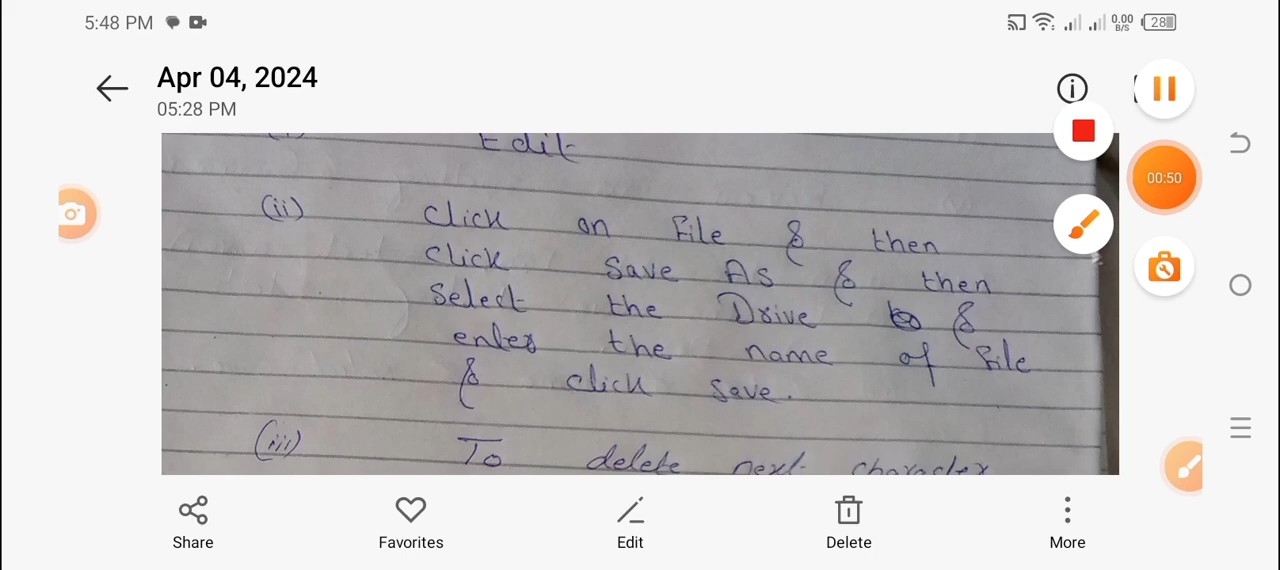 5:48 PM
0.00 B/S 28
Apr 04, 2024
05:28 PM
00:50
Edit
(ii) click on File & then
click Save As & then
Select the Drive &
enter the name of File
& click save.
(iii) To delete next character
Share Favorites Edit Delete More